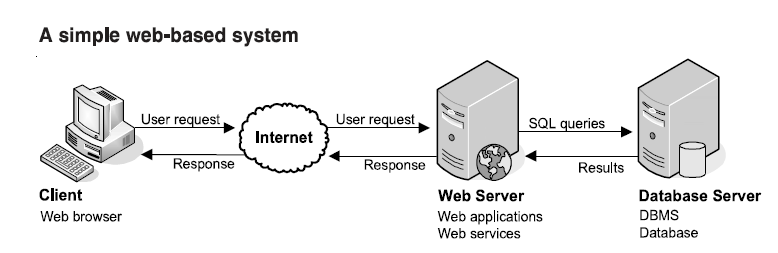 A simple web-based system
User request
User request
SQL queries
Internet
Response
Response
Results
Client
Web browser
Web Server
Web applications
Web services
Database Server
DBMS
Database